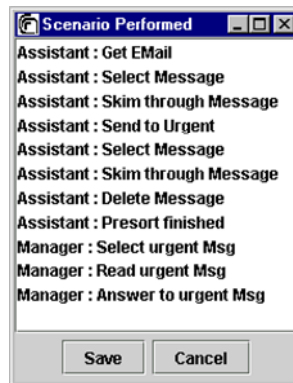 Scenario Performed
Assistant : Get EMail
Assistant : Select Message
Assistant : Skim through Message
Assistant : Send to Urgent
Assistant : Select Message
Assistant : Skim through Message
Assistant : Delete Message
Assistant : Presort finished
Manager : Select urgent Msg
Manager : Read urgent Msg
Manager : Answer to urgent Msg
Save Cancel